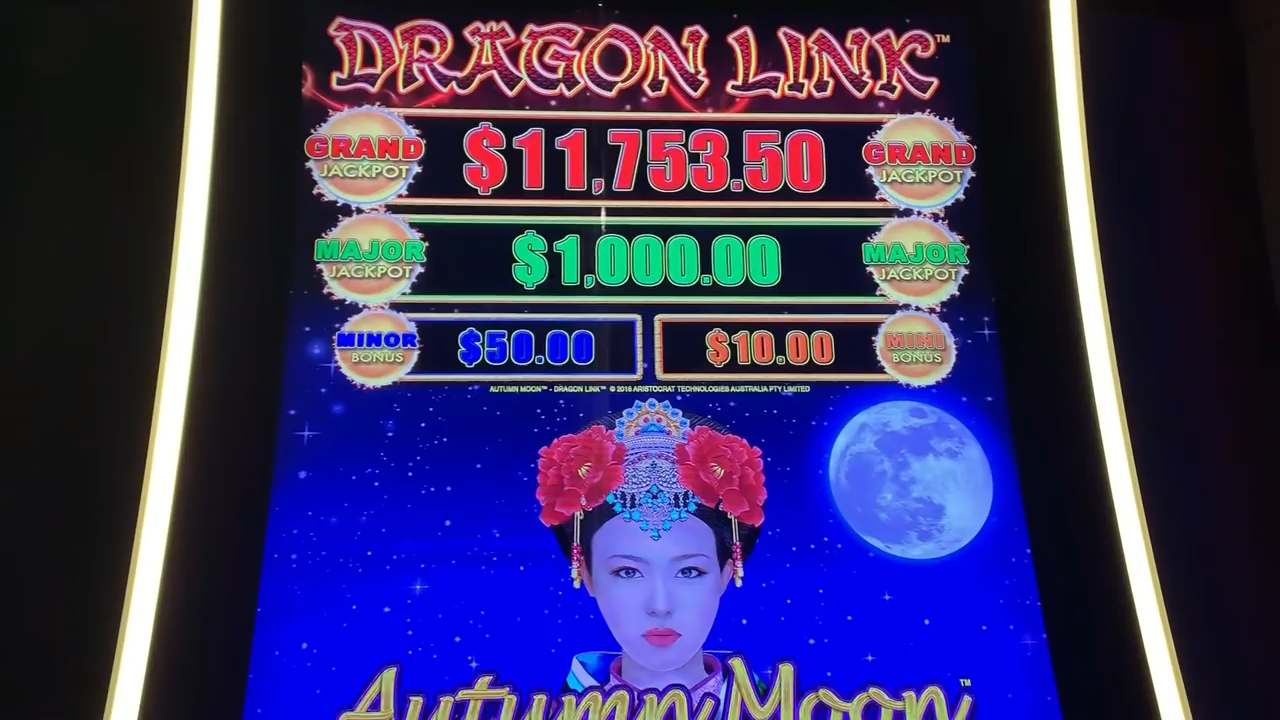 DRAGON LINK™
GRAND JACKPOT $11,753.50 GRAND JACKPOT
MAJOR JACKPOT $1,000.00 MAJOR JACKPOT
MINOR BONUS $50.00 $10.00 MINI BONUS
AUTUMN MOON™ - DRAGON LINK™ © 2016 ARISTOCRAT TECHNOLOGIES AUSTRALIA PTY LIMITED
Autumn Moon™